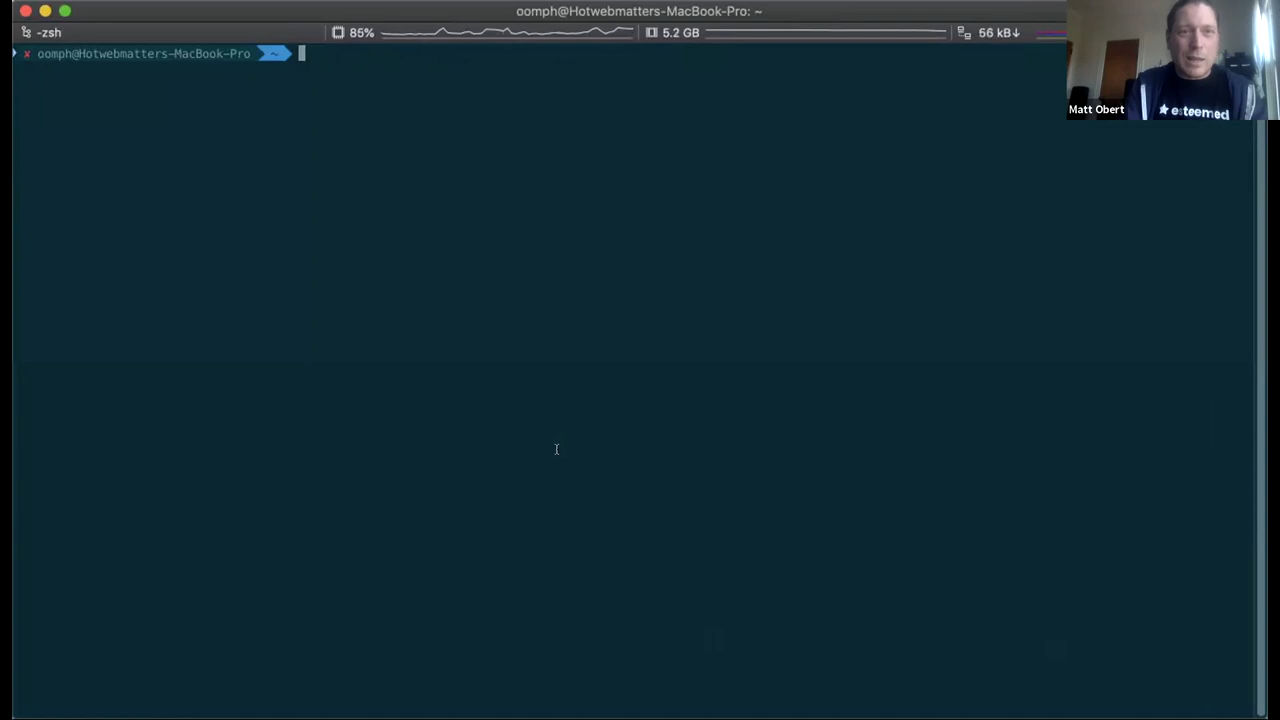 oomph@Hotwebmatters-MacBook-Pro: ~
-zsh
85%
5.2 GB
56 kB↓
✘ oomph@Hotwebmatters-MacBook-Pro ~
Matt Obert
★ esteemed